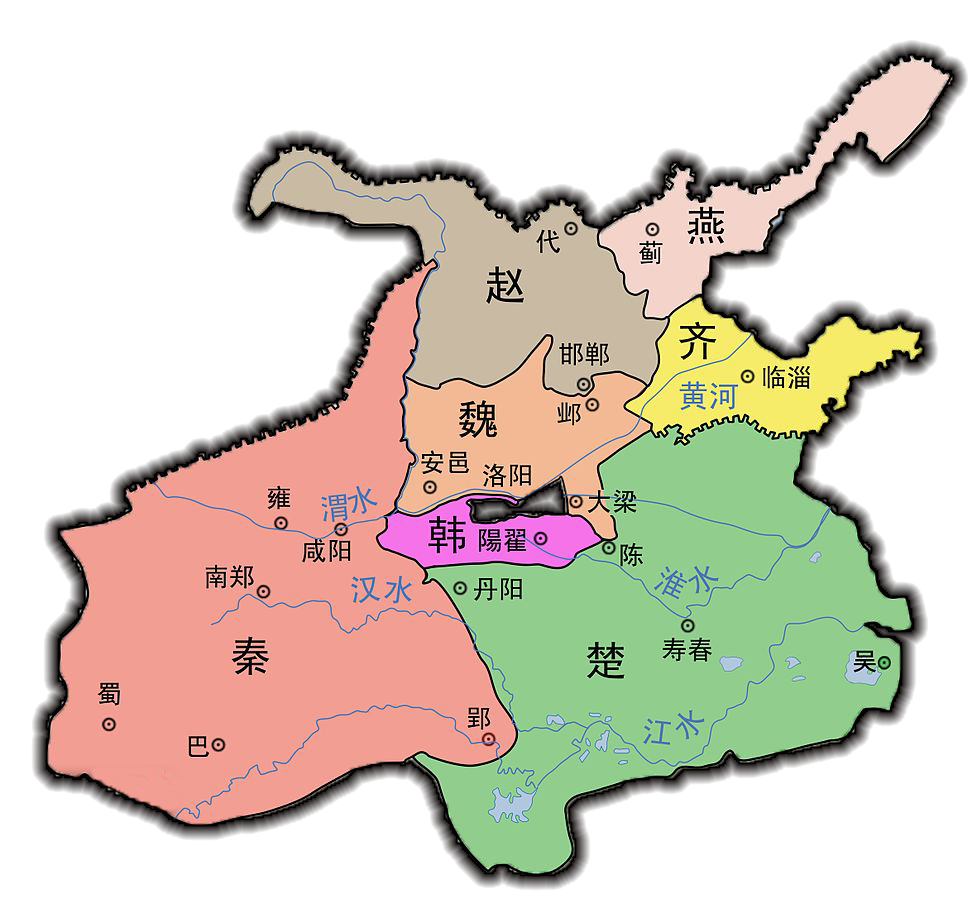 燕
代
蓟
赵
齐
邯郸
临淄
黄河
魏
邺
安邑
洛阳
雍
渭水
大梁
韩
陽翟
咸阳
陈
南郑
汉水
丹阳
淮水
寿春
秦
楚
吴
蜀
郢
江水
巴